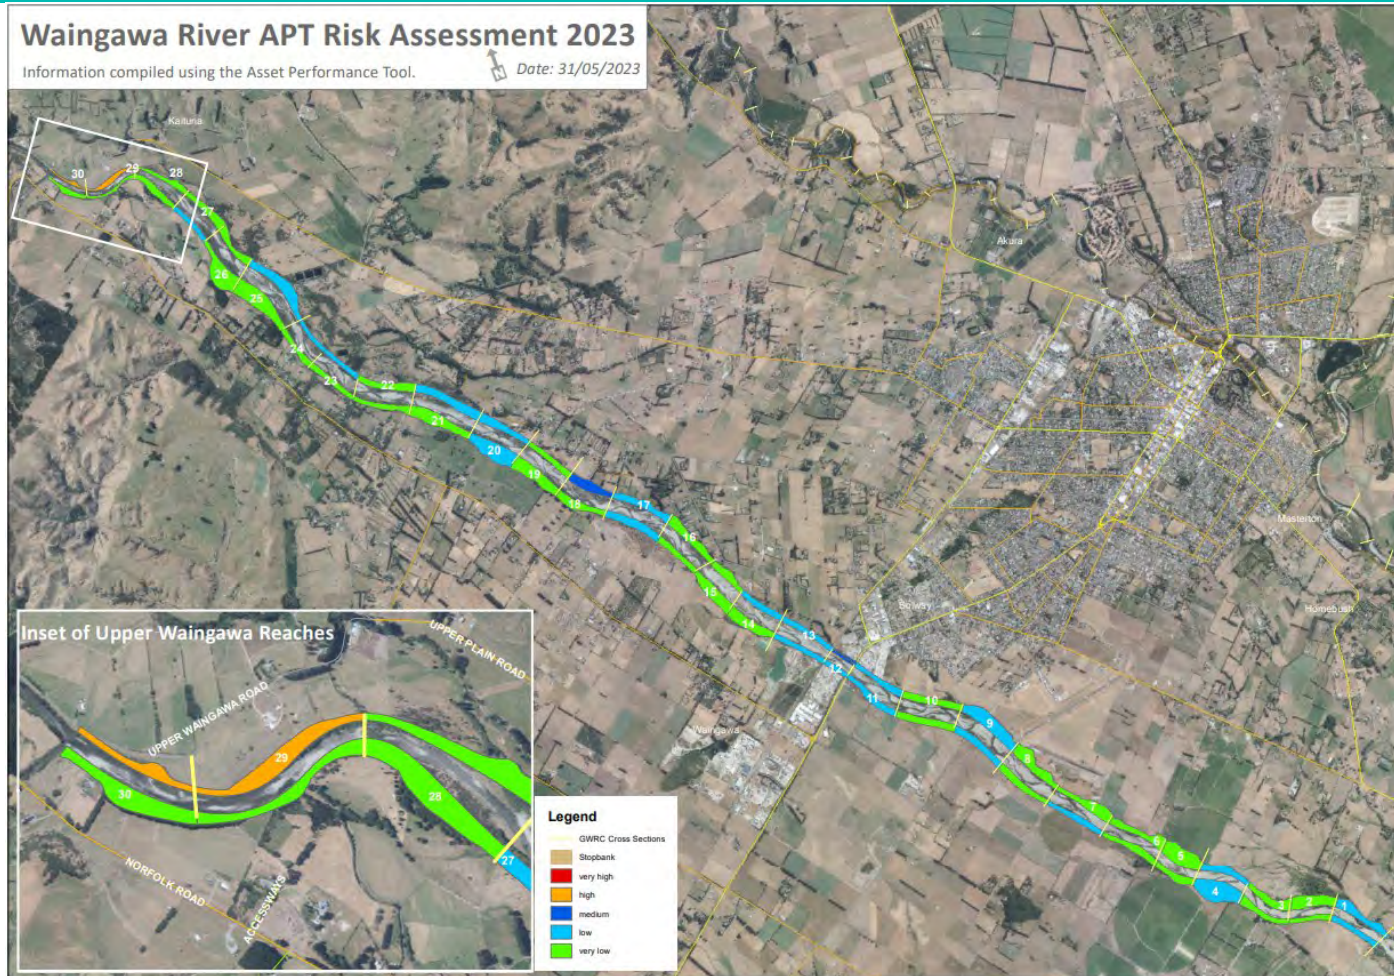 Waingawa River APT Risk Assessment 2023
Information compiled using the Asset Performance Tool.
N
Date: 31/05/2023
Kaituna
30
29
28
27
26
25
24
23
22
21
20
19
18
17
16
15
14
13
12
11
10
9
8
7
6
5
4
3
2
1
Akura
Masterton
Homebush
Solway
Waingawa
Inset of Upper Waingawa Reaches
UPPER PLAIN ROAD
UPPER WAINGAWA ROAD
29
30
28
27
NORFOLK ROAD
ACCESSWAYS
Legend
GWRC Cross Sections
Stopbank
very high
high
medium
low
very low